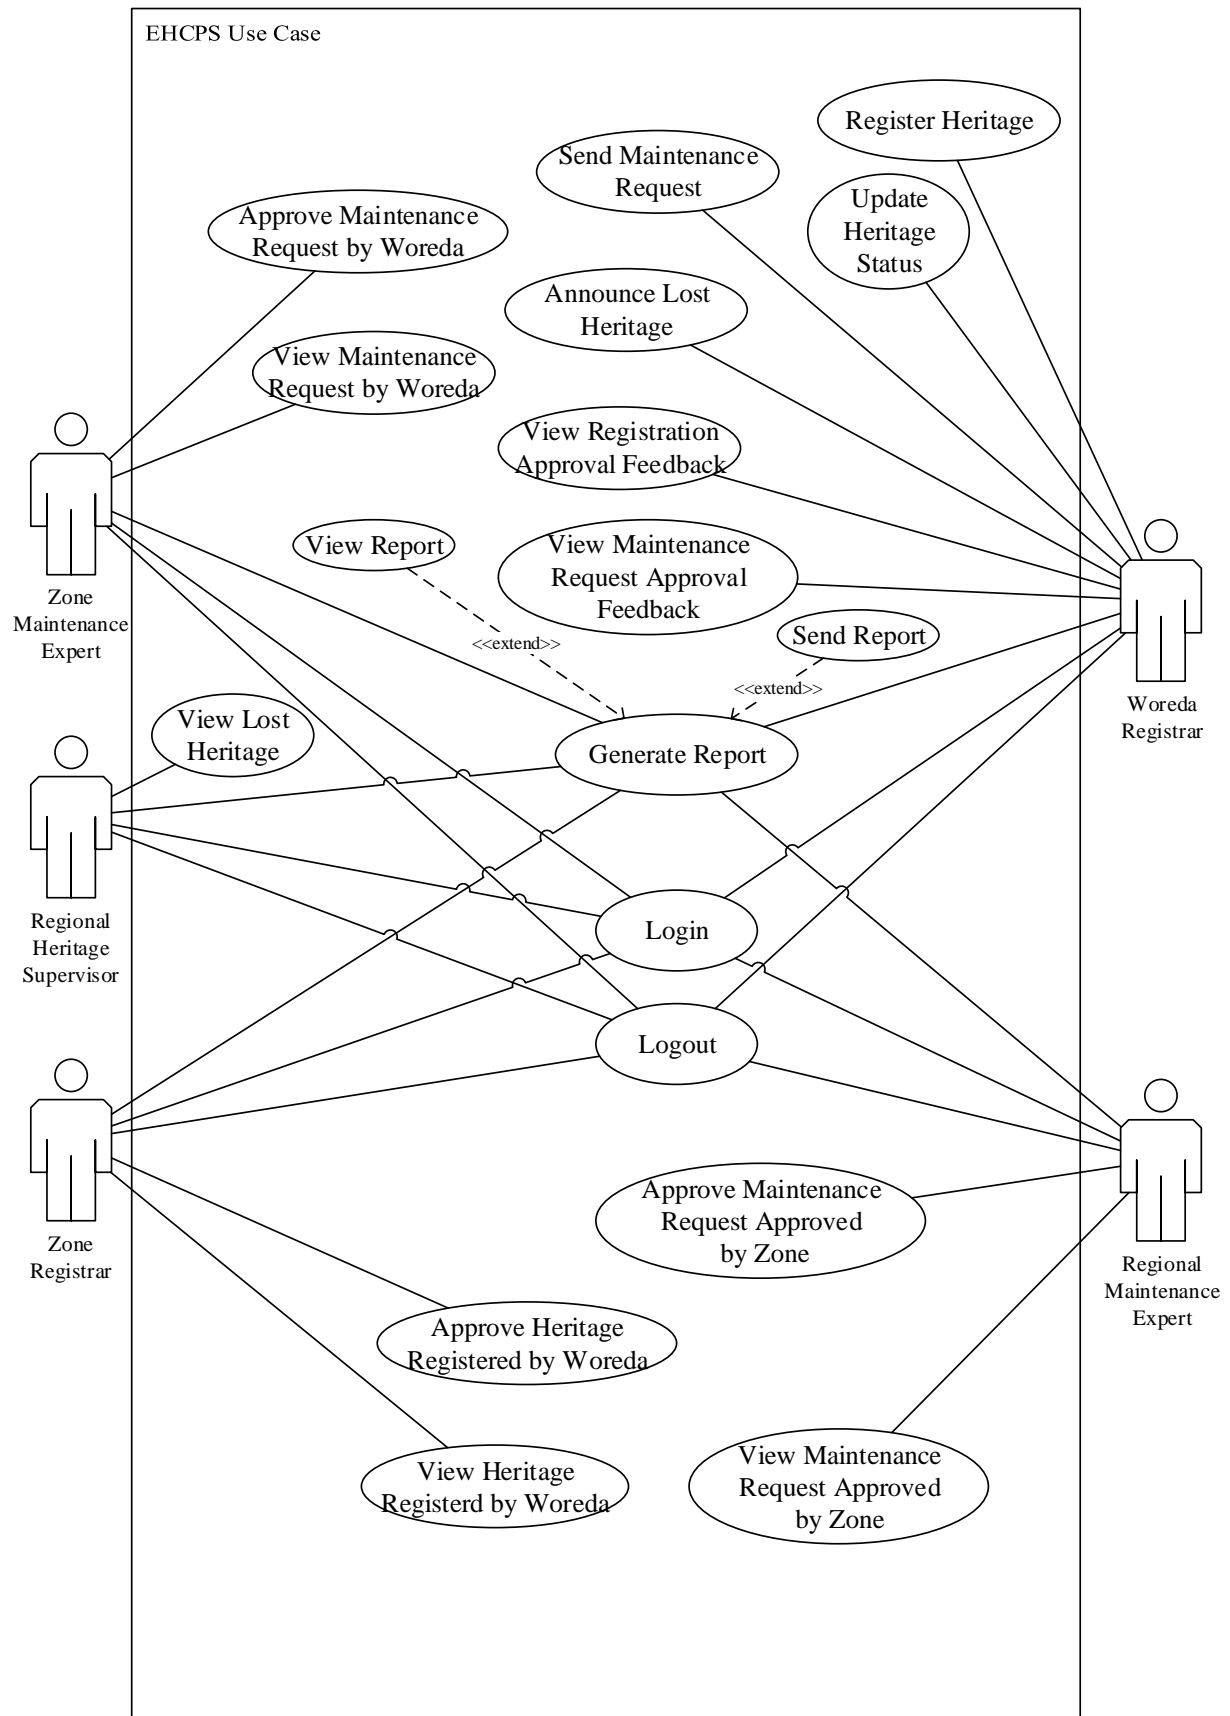 EHCPS Use Case
Register Heritage
Send Maintenance
Request
Update
Heritage
Status
Approve Maintenance
Request by Woreda
Announce Lost
Heritage
View Maintenance
Request by Woreda
View Registration
Approval Feedback
View Report
View Maintenance
Request Approval
Feedback
Zone
Maintenance
Expert
<<extend>>
Send Report
<<extend>>
Woreda
Registrar
View Lost
Heritage
Generate Report
Regional
Heritage
Supervisor
Login
Logout
Zone
Registrar
Approve Maintenance
Request Approved
by Zone
Regional
Maintenance
Expert
Approve Heritage
Registered by Woreda
View Heritage
Registerd by Woreda
View Maintenance
Request Approved
by Zone